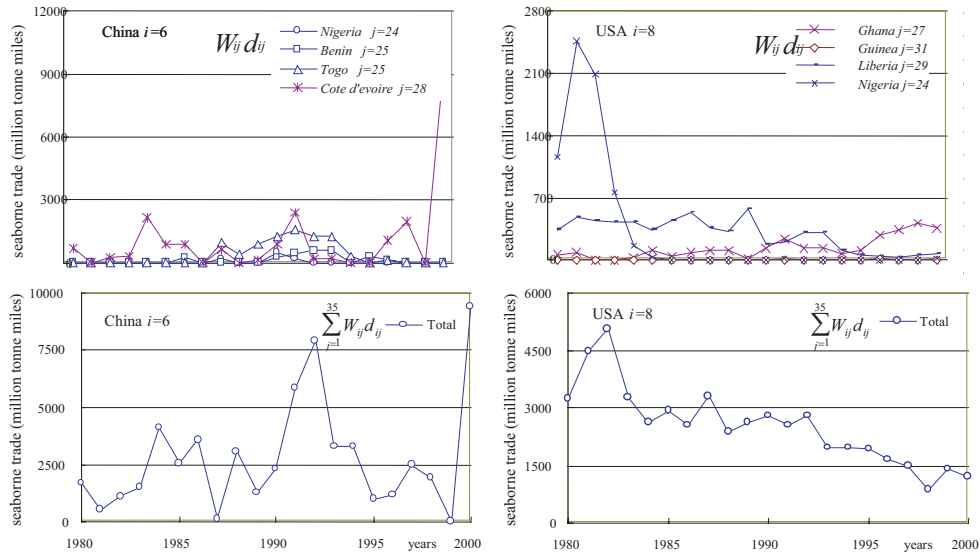 seaborne trade (million tonne miles)
12000
9000
6000
3000
0
China i=6
Wij dij
Nigeria j=24
Benin j=25
Togo j=25
Cote d'evoire j=28
seaborne trade (million tonne miles)
2800
2100
1400
700
0
USA i=8
Wij dij
Ghana j=27
Guinea j=31
Liberia j=29
Nigeria j=24
seaborne trade (million tonne miles)
10000
7500
5000
2500
0
China i=6
35
∑ Wij dij
j=1
Total
1980 1985 1990 1995 years 2000
seaborne trade (million tonne miles)
6000
4500
3000
1500
0
USA i=8
35
∑ Wij dij
j=1
Total
1980 1985 1990 1995 years 2000